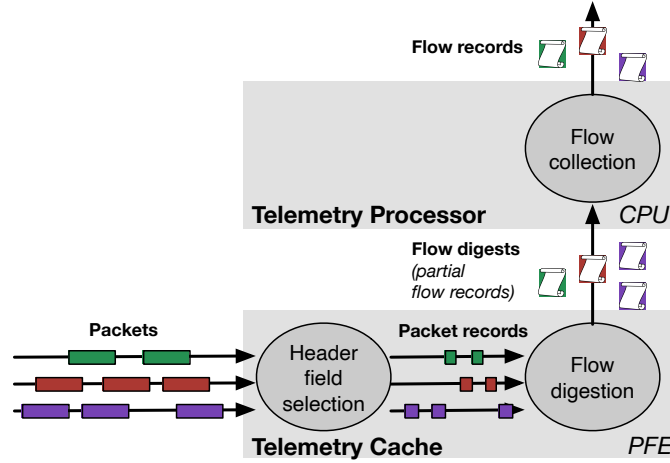 Flow records
Flow
collection
Telemetry Processor
CPU
Flow digests
(partial
flow records)
Packets
Packet records
Header
field
selection
Flow
digestion
Telemetry Cache
PFE